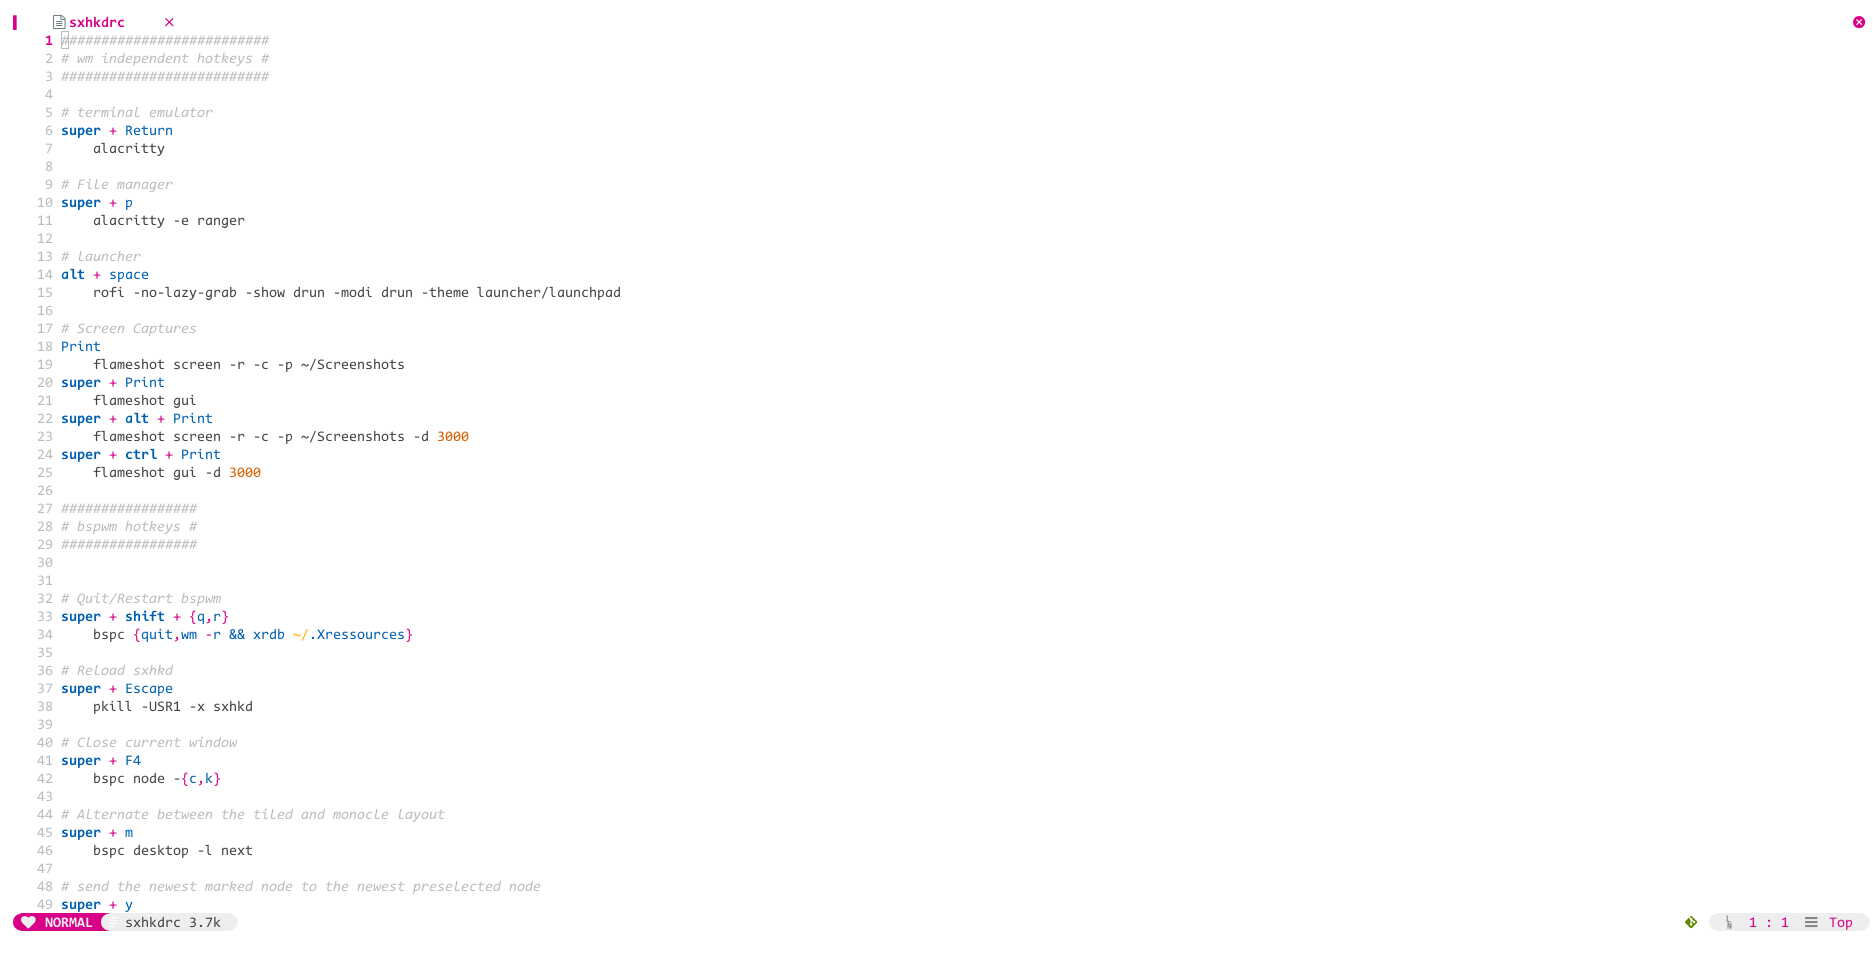 sxhkdrc ×
1 ##########################
2 # wm independent hotkeys #
3 ##########################
4
5 # terminal emulator
6 super + Return
7     alacritty
8
9 # File manager
10 super + p
11     alacritty -e ranger
12
13 # launcher
14 alt + space
15     rofi -no-lazy-grab -show drun -modi drun -theme launcher/launchpad
16
17 # Screen Captures
18 Print
19     flameshot screen -r -c -p ~/Screenshots
20 super + Print
21     flameshot gui
22 super + alt + Print
23     flameshot screen -r -c -p ~/Screenshots -d 3000
24 super + ctrl + Print
25     flameshot gui -d 3000
26
27 #################
28 # bspwm hotkeys #
29 #################
30
31
32 # Quit/Restart bspwm
33 super + shift + {q,r}
34     bspc {quit,wm -r && xrdb ~/.Xressources}
35
36 # Reload sxhkd
37 super + Escape
38     pkill -USR1 -x sxhkd
39
40 # Close current window
41 super + F4
42     bspc node -{c,k}
43
44 # Alternate between the tiled and monocle layout
45 super + m
46     bspc desktop -l next
47
48 # send the newest marked node to the newest preselected node
49 super + y
NORMAL sxhkdrc 3.7k 1 : 1 Top